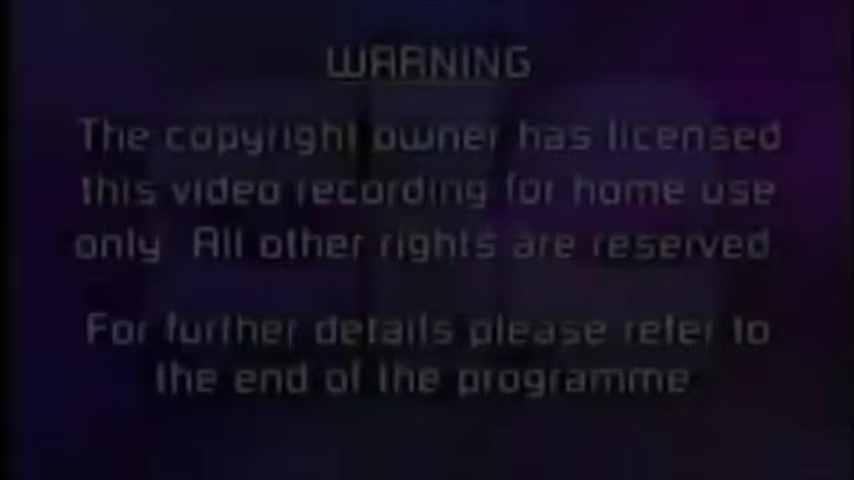 WARNING
The copyright owner has licensed
this video recording for home use
only. All other rights are reserved.
For further details please refer to
the end of the programme.